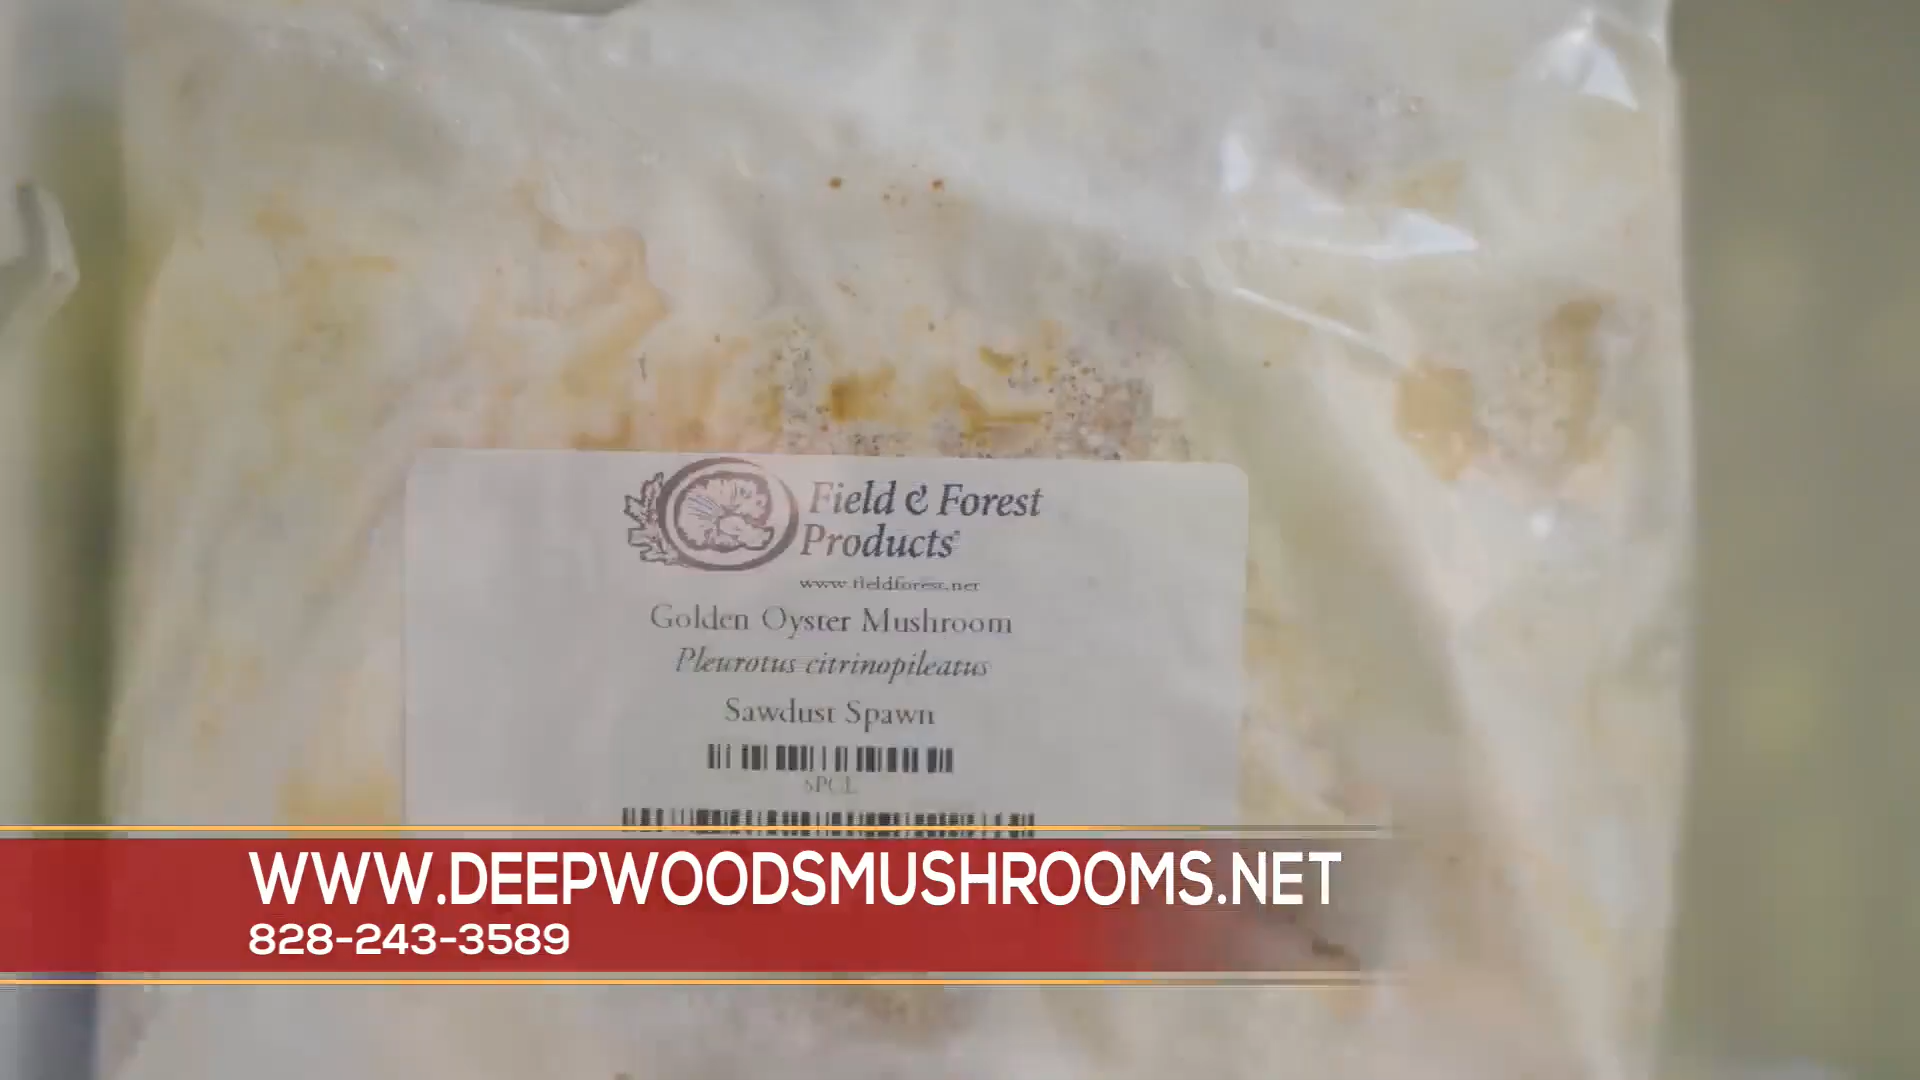 Field & Forest
Products®
www.fieldforest.net
Golden Oyster Mushroom
Pleurotus citrinopileatus
Sawdust Spawn
SPCL
WWW.DEEPWOODSMUSHROOMS.NET
828-243-3589